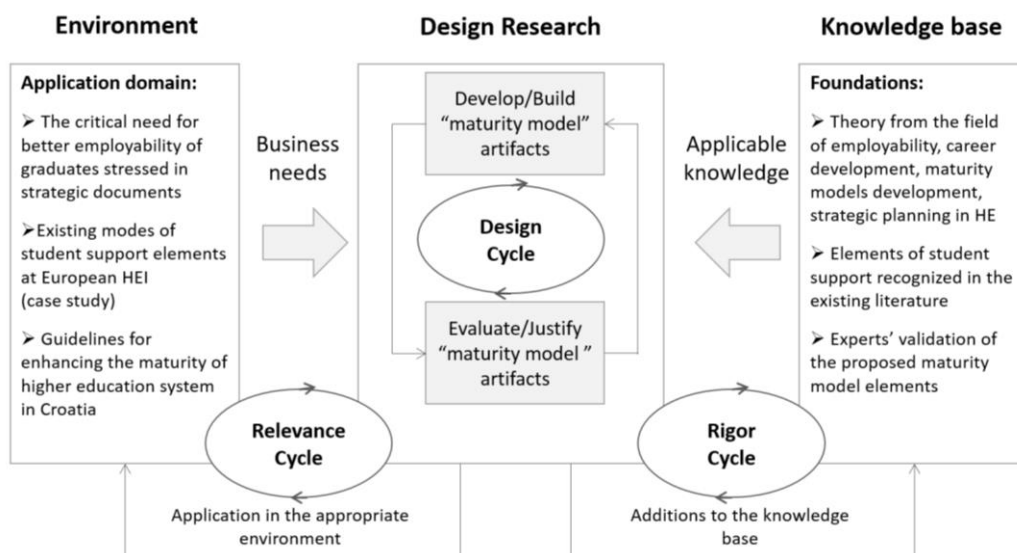 Environment
Design Research
Knowledge base
Application domain:
➤ The critical need for
better employability of
graduates stressed in
strategic documents
➤Existing modes of
student support elements
at European HEI
(case study)
➤ Guidelines for
enhancing the maturity of
higher education system
in Croatia
Business
needs
Develop/Build
“maturity model”
artifacts
Design
Cycle
Evaluate/Justify
“maturity model ”
artifacts
Applicable
knowledge
Foundations:
➤ Theory from the field
of employability, career
development, maturity
models development,
strategic planning in HE
➤ Elements of student
support recognized in the
existing literature
➤ Experts’ validation of
the proposed maturity
model elements
Relevance
Cycle
Rigor
Cycle
Application in the appropriate
environment
Additions to the knowledge
base